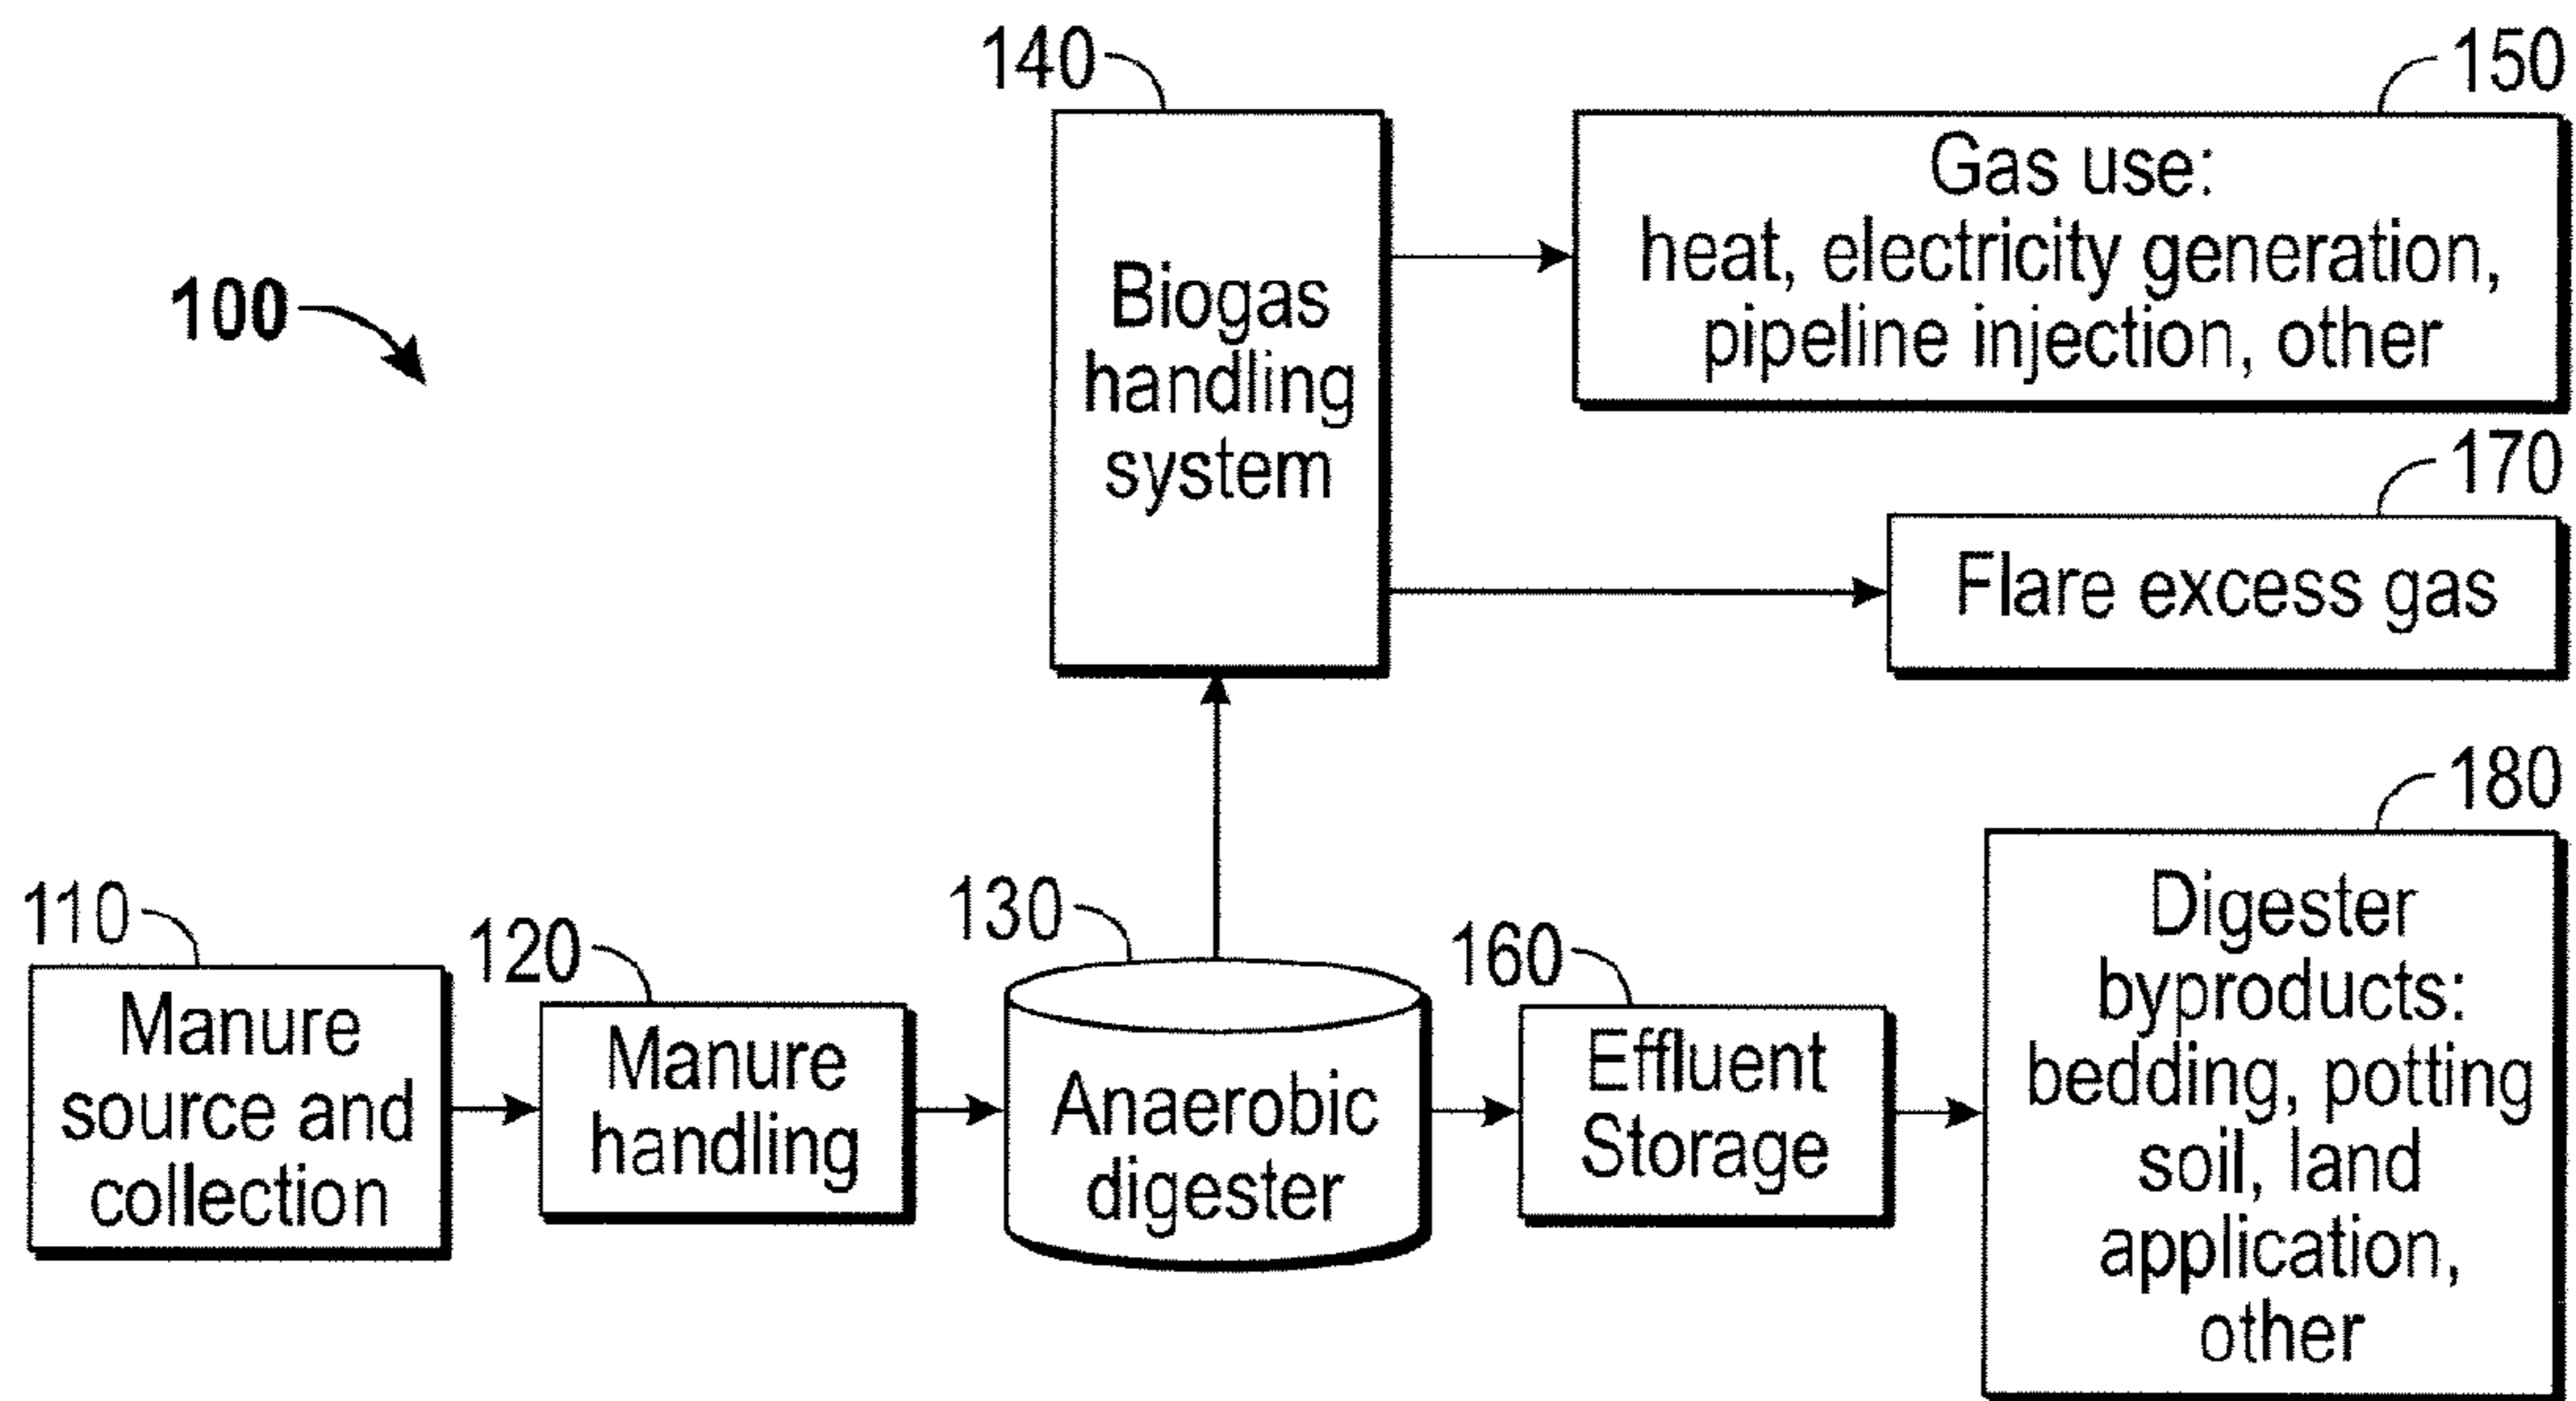 140
150
Gas use:
heat, electricity generation,
pipeline injection, other
100
Biogas
handling
system
170
Flare excess gas
180
110
120
130
160
Manure
source and
collection
Manure
handling
Anaerobic
digester
Effluent
Storage
Digester
byproducts:
bedding, potting
soil, land
application,
other